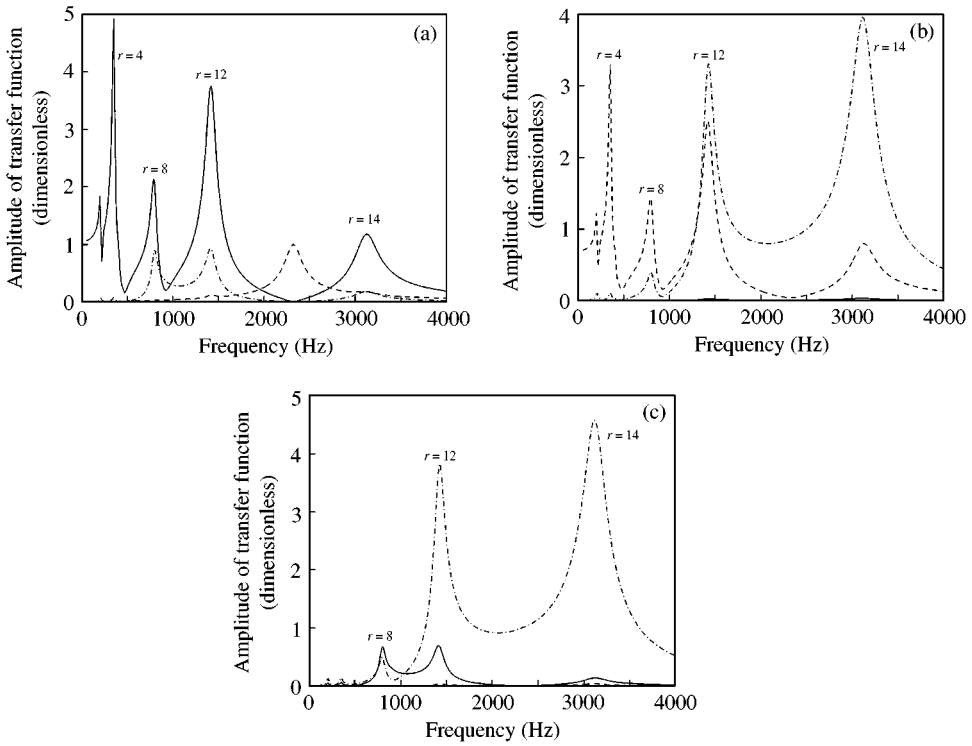 (a)
r = 4
r = 12
r = 8
r = 14
5
4
3
2
1
0
0 1000 2000 3000 4000
Frequency (Hz)
Amplitude of transfer function
(dimensionless)
(b)
r = 4
r = 12
r = 14
r = 8
4
3
2
1
0
0 1000 2000 3000 4000
Frequency (Hz)
Amplitude of transfer function
(dimensionless)
(c)
r = 14
r = 12
r = 8
5
4
3
2
1
0
0 1000 2000 3000 4000
Frequency (Hz)
Amplitude of transfer function
(dimensionless)